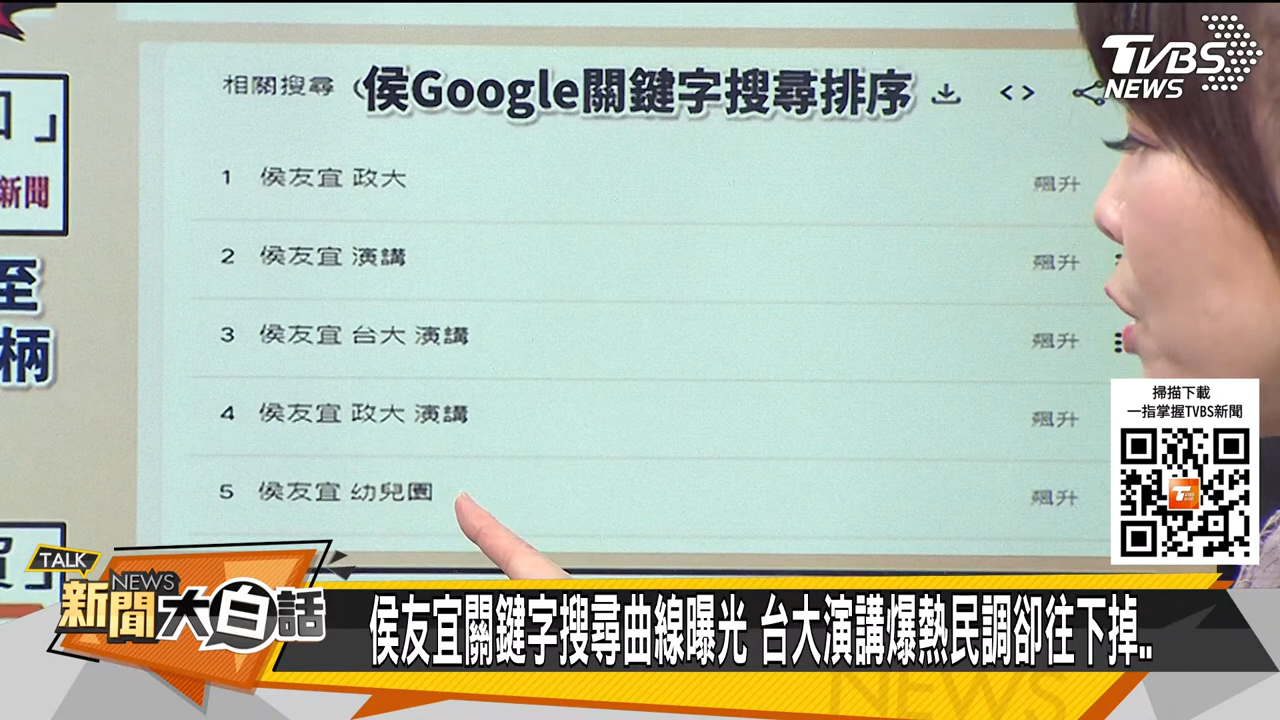 相關搜尋
侯Google關鍵字搜尋排序
TVBS
NEWS
1 侯友宜 政大 飆升
2 侯友宜 演講 飆升
3 侯友宜 台大 演講 飆升
4 侯友宜 政大 演講 飆升
5 侯友宜 幼兒園 飆升
」
新聞
至
柄
」
掃描下載
一指掌握TVBS新聞
TALK
NEWS
新聞大白話
侯友宜關鍵字搜尋曲線曝光 台大演講爆熱民調卻往下掉..
NEWS